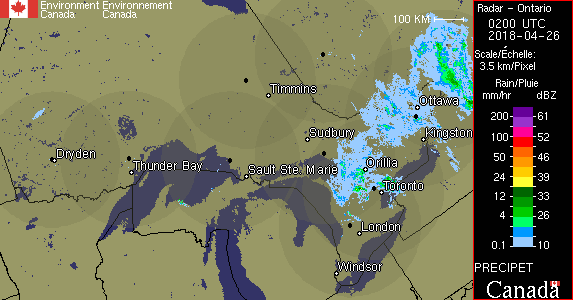 Environment Environnement
Canada Canada
100 KM
Timmins
Ottawa
Sudbury
Kingston
Dryden
Thunder Bay
Sault Ste. Marie
Orillia
Toronto
London
Windsor
Radar - Ontario
0200 UTC
2018-04-26
Scale/Échelle:
3.5 km/Pixel
Rain/Pluie
mm/hr dBZ
200 61
100 52
50 46
24 39
12 33
4 26
0.1 10
PRECIPET
Canada